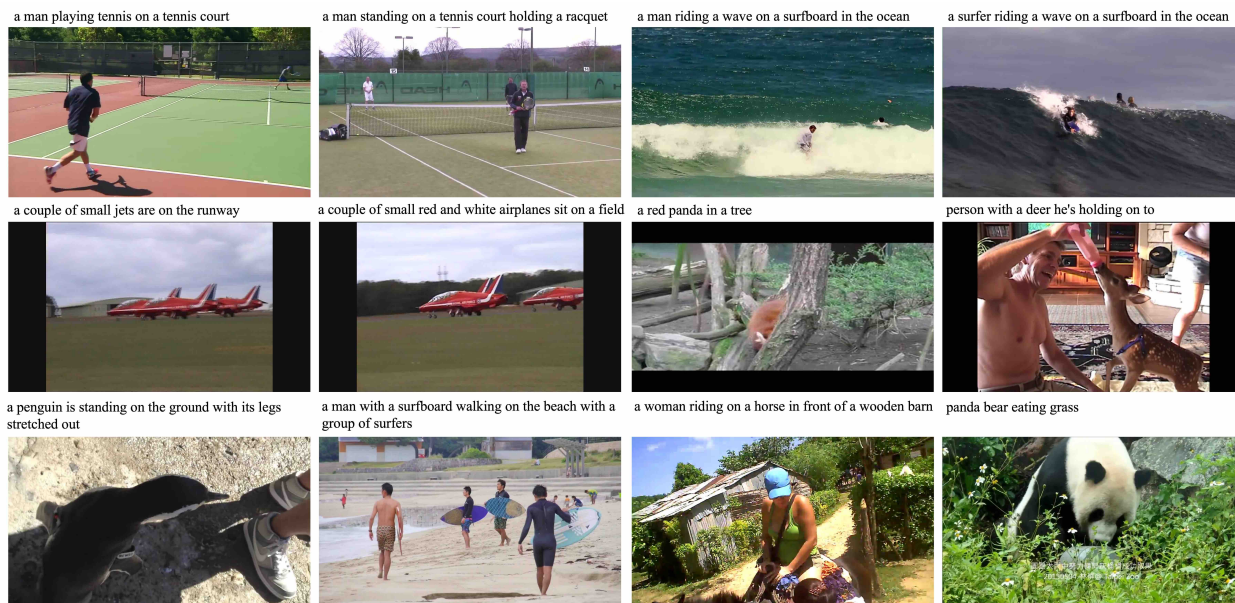 a man playing tennis on a tennis court
a man standing on a tennis court holding a racquet
a man riding a wave on a surfboard in the ocean
a surfer riding a wave on a surfboard in the ocean
HEAD
a couple of small jets are on the runway
a couple of small red and white airplanes sit on a field
a red panda in a tree
person with a deer he's holding on to
a penguin is standing on the ground with its legs
stretched out
a man with a surfboard walking on the beach with a
group of surfers
a woman riding on a horse in front of a wooden barn
panda bear eating grass